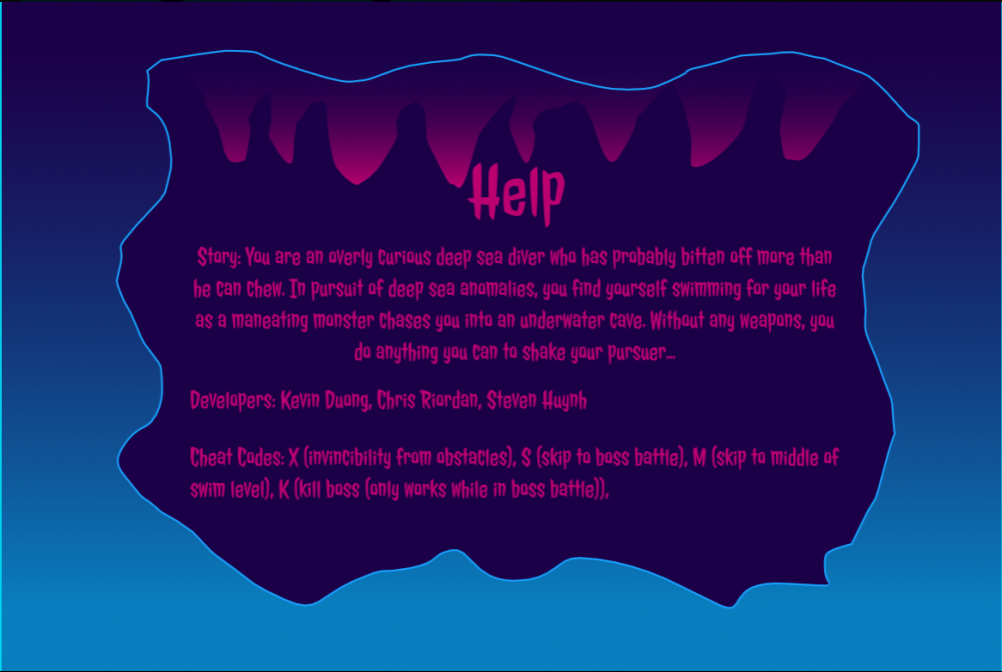 Help
Story: You are an overly curious deep sea diver who has probably bitten off more than
he can chew. In pursuit of deep sea anomalies, you find yourself swimming for your life
as a maneating monster chases you into an underwater cave. Without any weapons, you
do anything you can to shake your pursuer...
Developers: Kevin Duong, Chris Riordan, Steven Huynh
Cheat Codes: X (invincibility from obstacles), S (skip to boss battle), M (skip to middle of
swim level), K (kill boss (only works while in boss battle)),